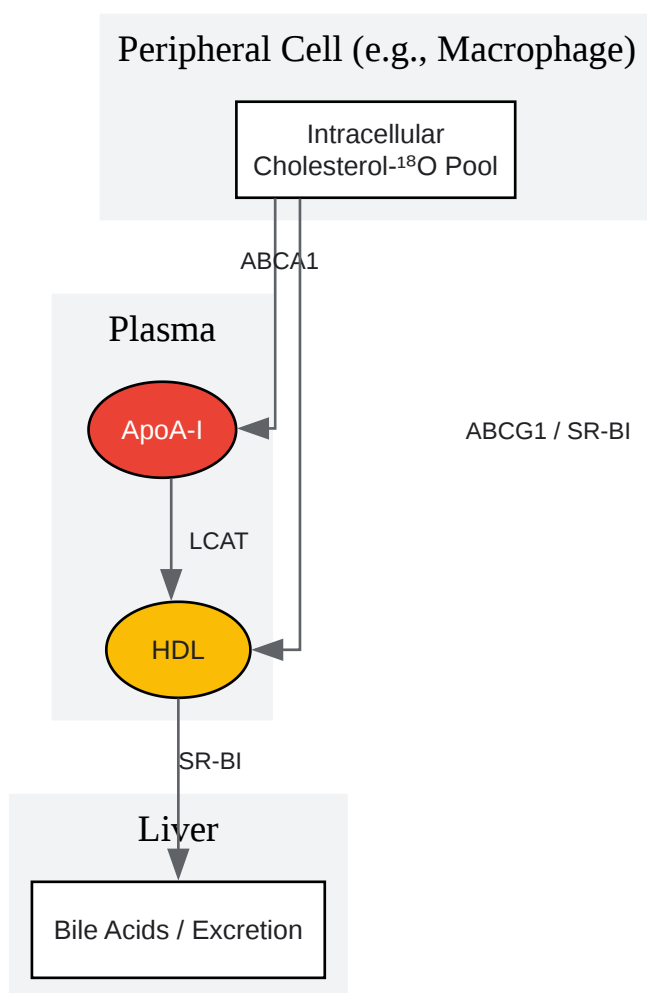 Peripheral Cell (e.g., Macrophage)
Intracellular
Cholesterol-¹⁸O Pool
ABCA1
Plasma
ApoA-I
ABCG1 / SR-BI
LCAT
HDL
SR-BI
Liver
Bile Acids / Excretion